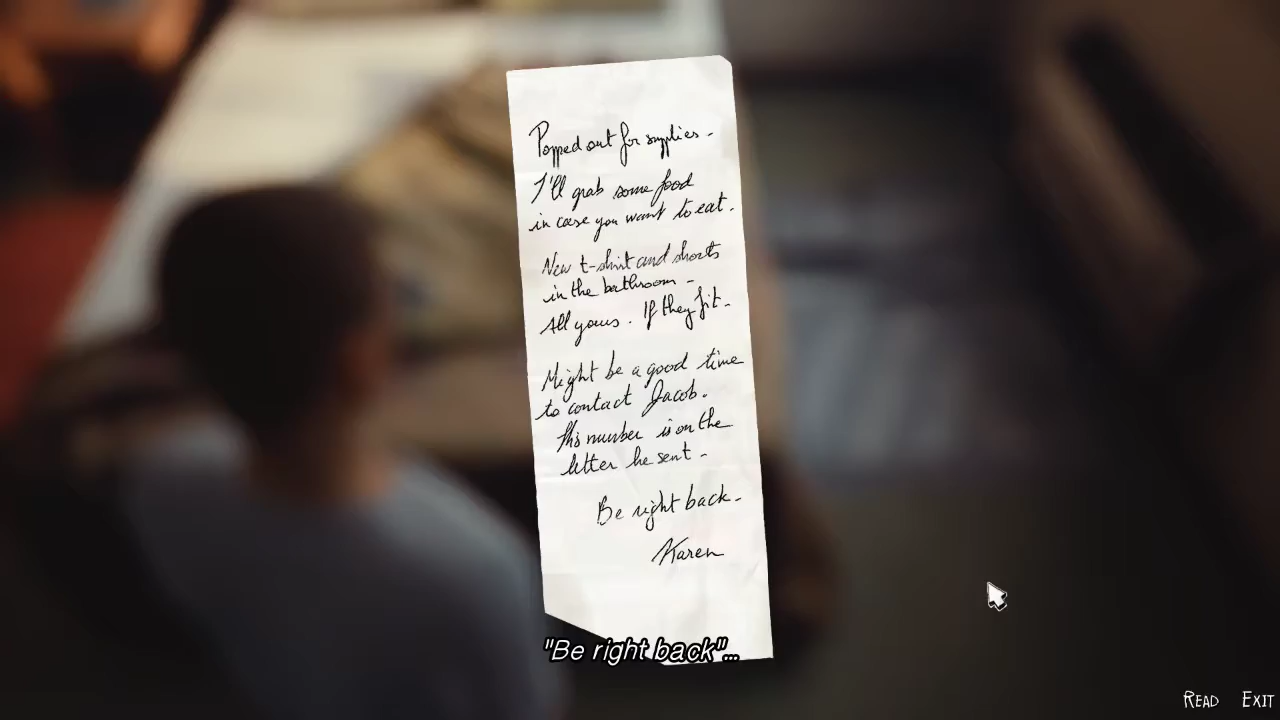 Popped out for supplies -
I'll grab some food
in case you want to eat.
New t-shirt and shorts
in the bathroom -
All yours. If they fit -
Might be a good time
to contact Jacob.
His number is on the
letter he sent -
Be right back -
Karen
"Be right back"...
READ EXIT